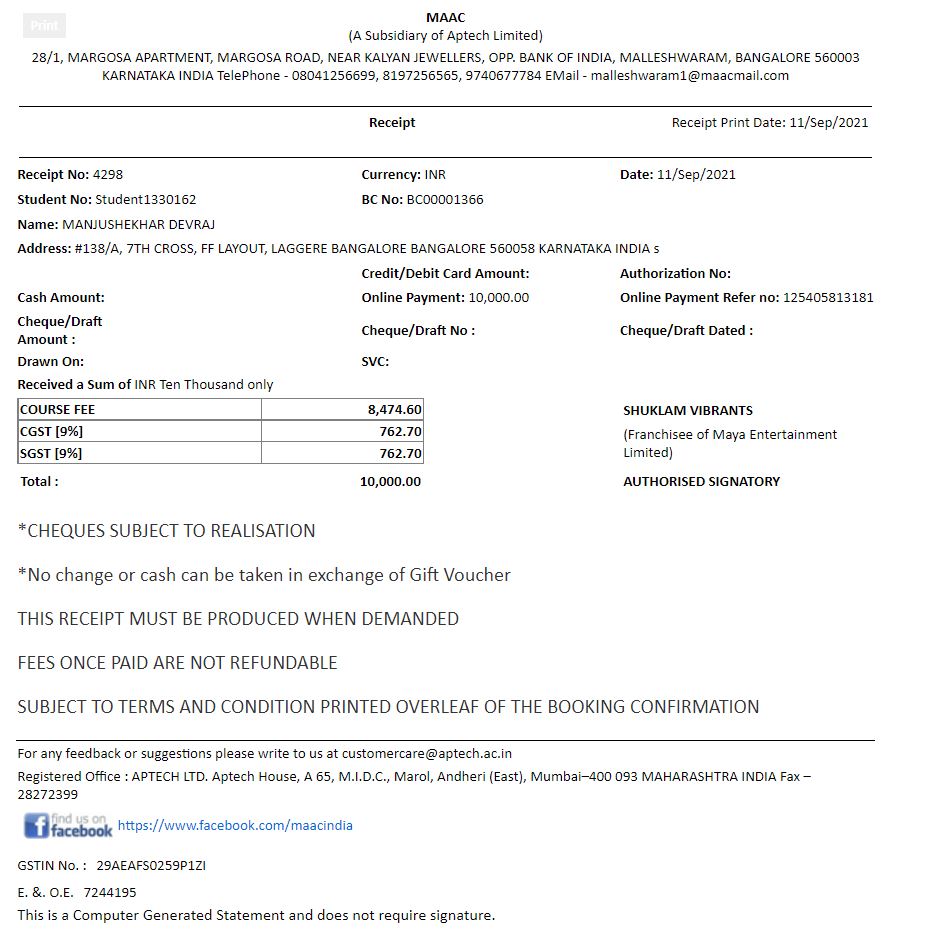 Print
MAAC
(A Subsidiary of Aptech Limited)
28/1, MARGOSA APARTMENT, MARGOSA ROAD, NEAR KALYAN JEWELLERS, OPP. BANK OF INDIA, MALLESHWARAM, BANGALORE 560003
KARNATAKA INDIA TelePhone - 08041256699, 8197256565, 9740677784 EMail - malleshwaram1@maacmail.com
Receipt Receipt Print Date: 11/Sep/2021
Receipt No: 4298 Currency: INR Date: 11/Sep/2021
Student No: Student1330162 BC No: BC00001366
Name: MANJUSHEKHAR DEVRAJ
Address: #138/A, 7TH CROSS, FF LAYOUT, LAGGERE BANGALORE BANGALORE 560058 KARNATAKA INDIA s
Credit/Debit Card Amount: Authorization No:
Cash Amount: Online Payment: 10,000.00 Online Payment Refer no: 125405813181
Cheque/Draft
Amount : Cheque/Draft No : Cheque/Draft Dated :
Drawn On: SVC:
Received a Sum of INR Ten Thousand only
COURSE FEE 8,474.60 SHUKLAM VIBRANTS
CGST [9%] 762.70 (Franchisee of Maya Entertainment
SGST [9%] 762.70 Limited)
Total : 10,000.00 AUTHORISED SIGNATORY
*CHEQUES SUBJECT TO REALISATION
*No change or cash can be taken in exchange of Gift Voucher
THIS RECEIPT MUST BE PRODUCED WHEN DEMANDED
FEES ONCE PAID ARE NOT REFUNDABLE
SUBJECT TO TERMS AND CONDITION PRINTED OVERLEAF OF THE BOOKING CONFIRMATION
For any feedback or suggestions please write to us at customercare@aptech.ac.in
Registered Office : APTECH LTD. Aptech House, A 65, M.I.D.C., Marol, Andheri (East), Mumbai–400 093 MAHARASHTRA INDIA Fax –
28272399
f find us on
facebook https://www.facebook.com/maacindia
GSTIN No. : 29AEAFS0259P1ZI
E. &. O.E. 7244195
This is a Computer Generated Statement and does not require signature.